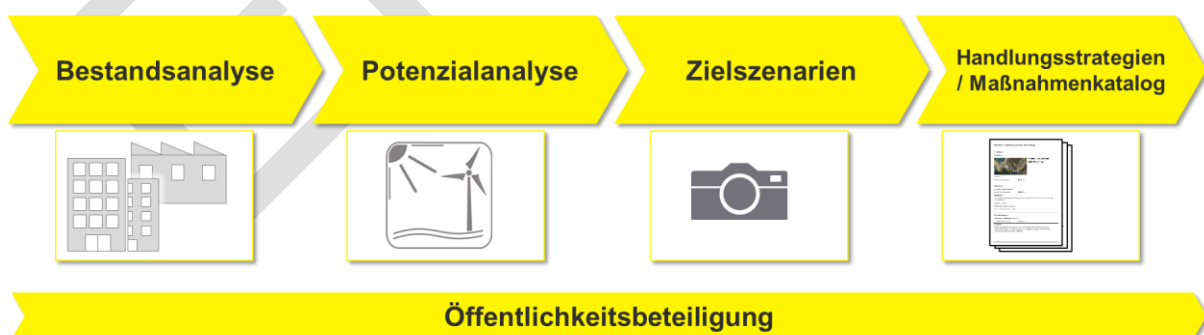 Bestandsanalyse
Potenzialanalyse
Zielszenarien
Handlungsstrategien
/ Maßnahmenkatalog
Öffentlichkeitsbeteiligung